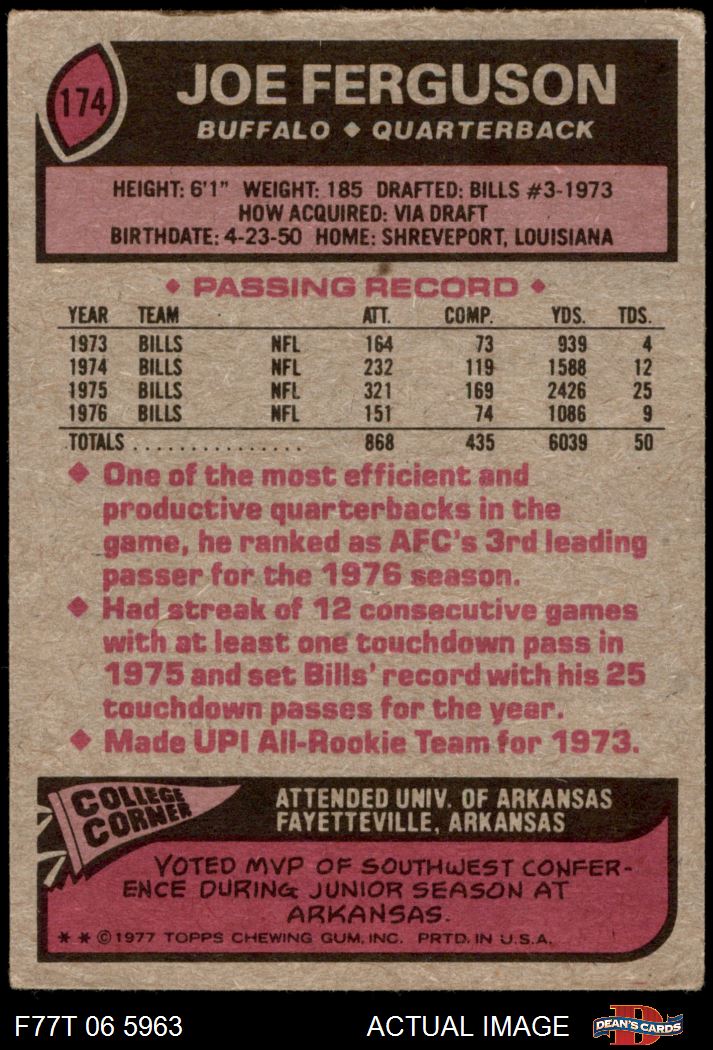 174
JOE FERGUSON
BUFFALO ◆ QUARTERBACK
HEIGHT: 6'1" WEIGHT: 185 DRAFTED: BILLS #3-1973
HOW ACQUIRED: VIA DRAFT
BIRTHDATE: 4-23-50 HOME: SHREVEPORT, LOUISIANA
◆ PASSING RECORD ◆
YEAR TEAM ATT. COMP. YDS. TDS.
1973 BILLS NFL 164 73 939 4
1974 BILLS NFL 232 119 1588 12
1975 BILLS NFL 321 169 2426 25
1976 BILLS NFL 151 74 1086 9
TOTALS ................ 868 435 6039 50
◆ One of the most efficient and
productive quarterbacks in the
game, he ranked as AFC's 3rd leading
passer for the 1976 season.
◆ Had streak of 12 consecutive games
with at least one touchdown pass in
1975 and set Bills' record with his 25
touchdown passes for the year.
◆ Made UPI All-Rookie Team for 1973.
COLLEGE
CORNER
ATTENDED UNIV. OF ARKANSAS
FAYETTEVILLE, ARKANSAS
VOTED MVP OF SOUTHWEST CONFER-
ENCE DURING JUNIOR SEASON AT
ARKANSAS.
* * © 1977 TOPPS CHEWING GUM, INC. PRTD. IN U.S.A.
F77T 06 5963 ACTUAL IMAGE
D
DEAN'S CARDS